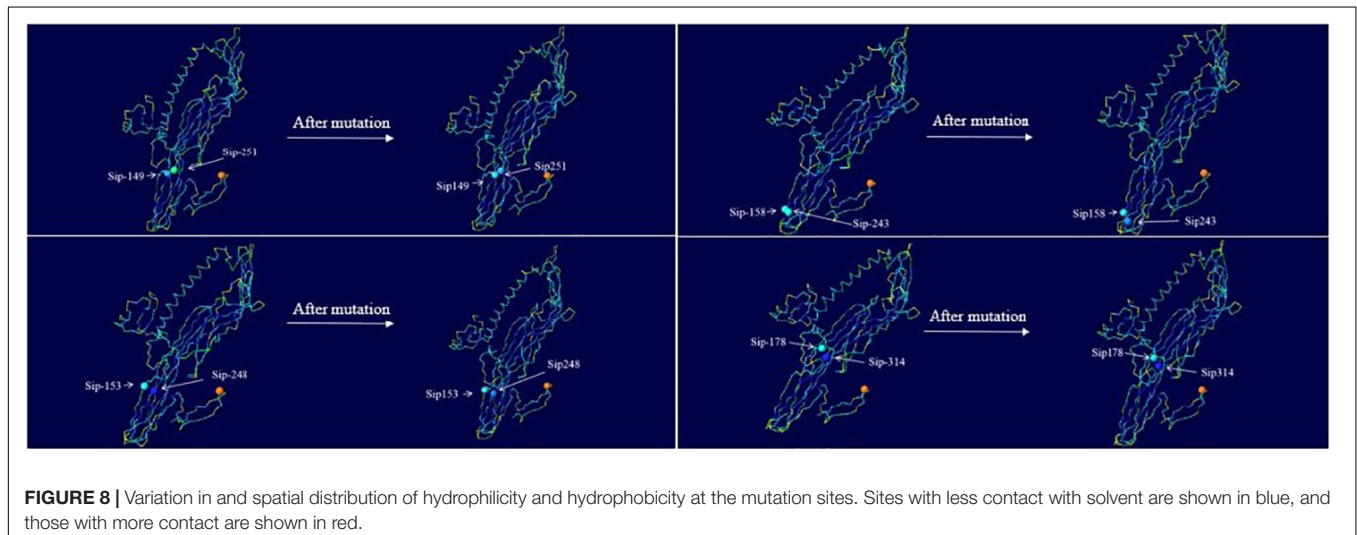 After mutation
Sip-251
Sip-149
Sip251
Sip149
After mutation
Sip-158
Sip-243
Sip158
Sip243
After mutation
Sip-153
Sip-248
Sip248
Sip153
After mutation
Sip-178
Sip-314
Sip178
Sip314
FIGURE 8 | Variation in and spatial distribution of hydrophilicity and hydrophobicity at the mutation sites. Sites with less contact with solvent are shown in blue, and
those with more contact are shown in red.